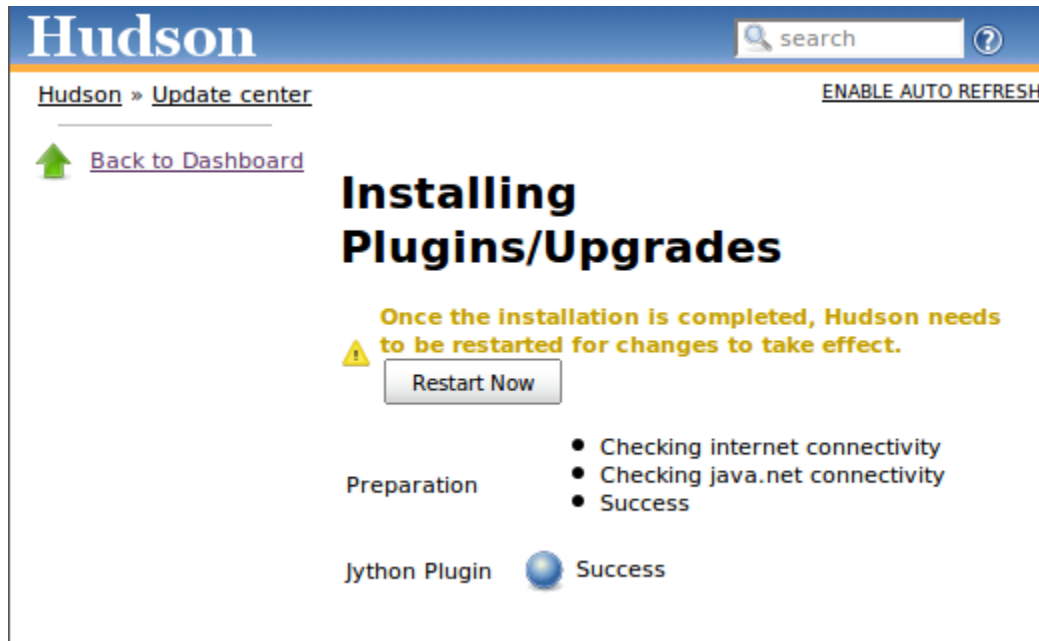 Hudson
search
Hudson » Update center
ENABLE AUTO REFRESH
Back to Dashboard
Installing
Plugins/Upgrades
Once the installation is completed, Hudson needs
to be restarted for changes to take effect.
Restart Now
Preparation
Checking internet connectivity
Checking java.net connectivity
Success
Jython Plugin
Success